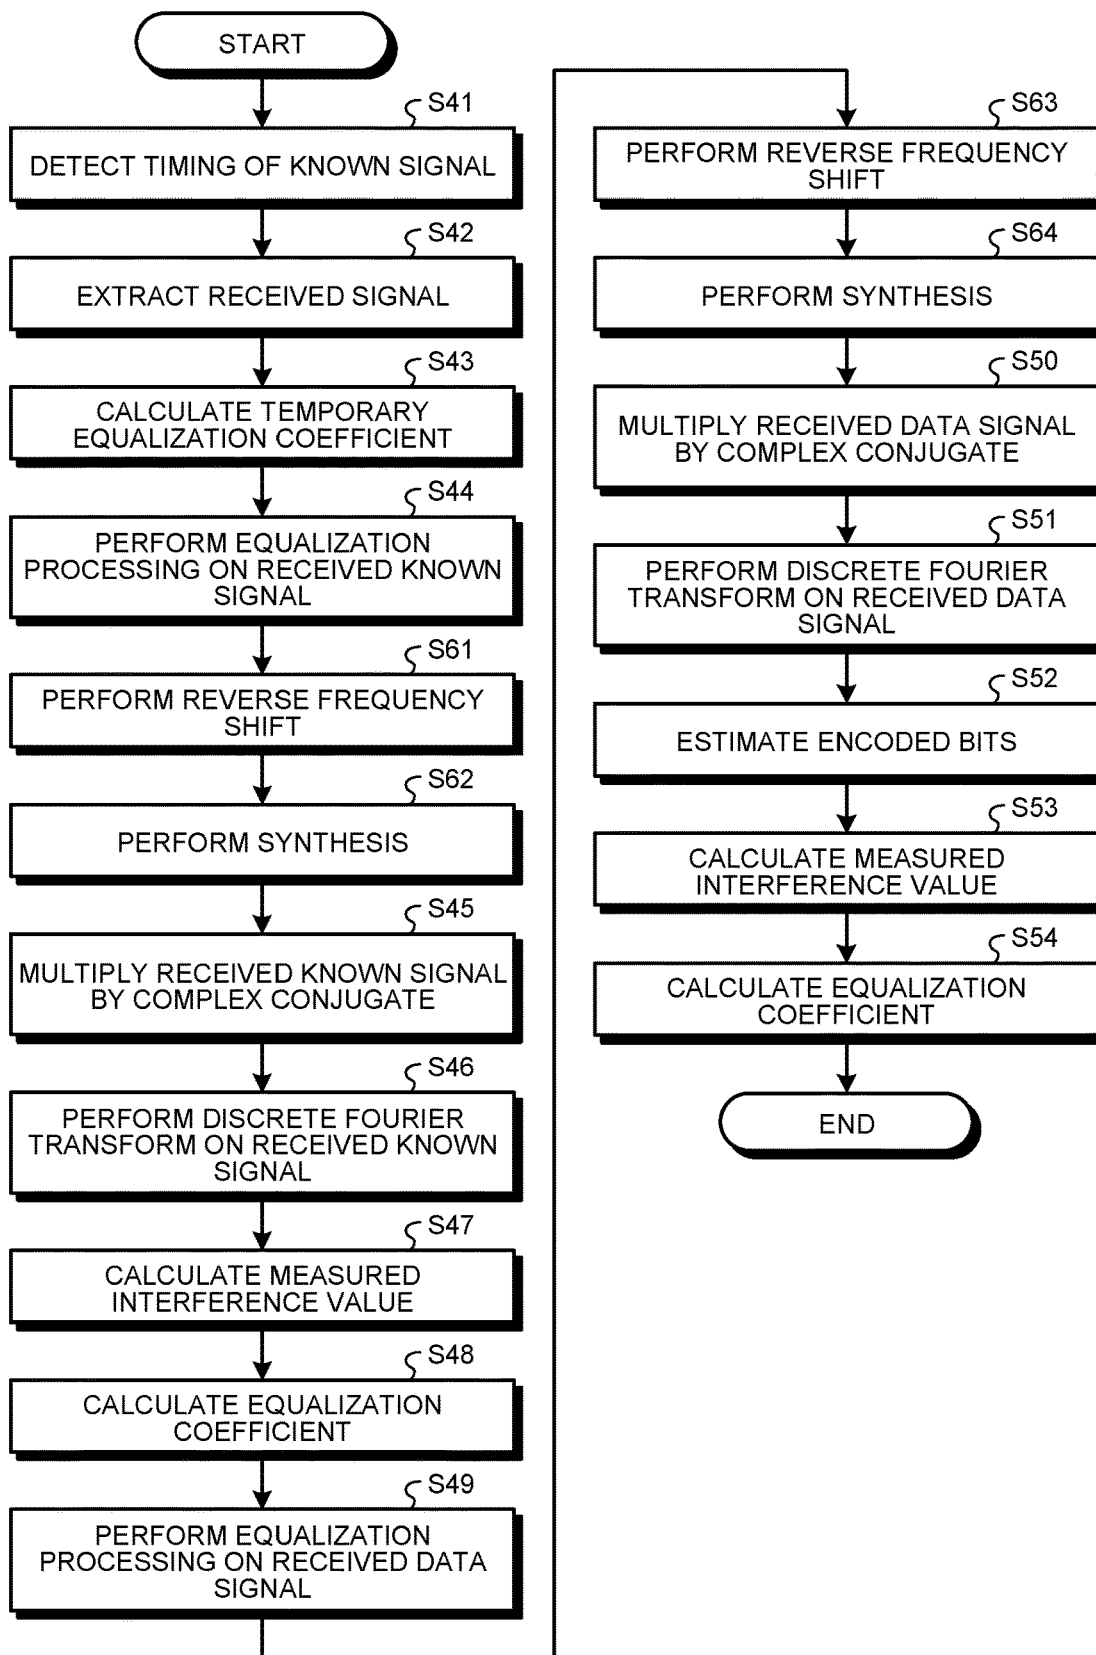 START
S41
DETECT TIMING OF KNOWN SIGNAL
S42
EXTRACT RECEIVED SIGNAL
S43
CALCULATE TEMPORARY
EQUALIZATION COEFFICIENT
S44
PERFORM EQUALIZATION
PROCESSING ON RECEIVED KNOWN
SIGNAL
S61
PERFORM REVERSE FREQUENCY
SHIFT
S62
PERFORM SYNTHESIS
S45
MULTIPLY RECEIVED KNOWN SIGNAL
BY COMPLEX CONJUGATE
S46
PERFORM DISCRETE FOURIER
TRANSFORM ON RECEIVED KNOWN
SIGNAL
S47
CALCULATE MEASURED
INTERFERENCE VALUE
S48
CALCULATE EQUALIZATION
COEFFICIENT
S49
PERFORM EQUALIZATION
PROCESSING ON RECEIVED DATA
SIGNAL
S63
PERFORM REVERSE FREQUENCY
SHIFT
S64
PERFORM SYNTHESIS
S50
MULTIPLY RECEIVED DATA SIGNAL
BY COMPLEX CONJUGATE
S51
PERFORM DISCRETE FOURIER
TRANSFORM ON RECEIVED DATA
SIGNAL
S52
ESTIMATE ENCODED BITS
S53
CALCULATE MEASURED
INTERFERENCE VALUE
S54
CALCULATE EQUALIZATION
COEFFICIENT
END